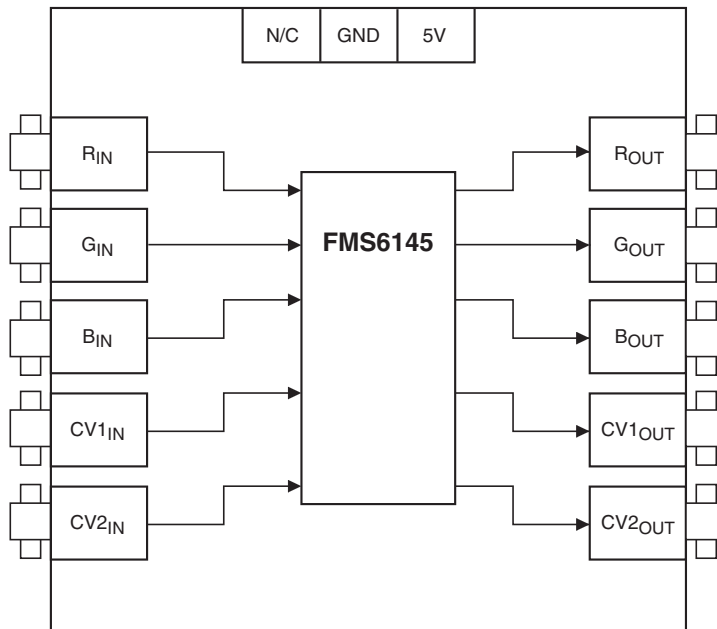 N/C GND 5V
RIN ROUT
FMS6145
GIN GOUT
BIN BOUT
CV1IN CV1OUT
CV2IN CV2OUT